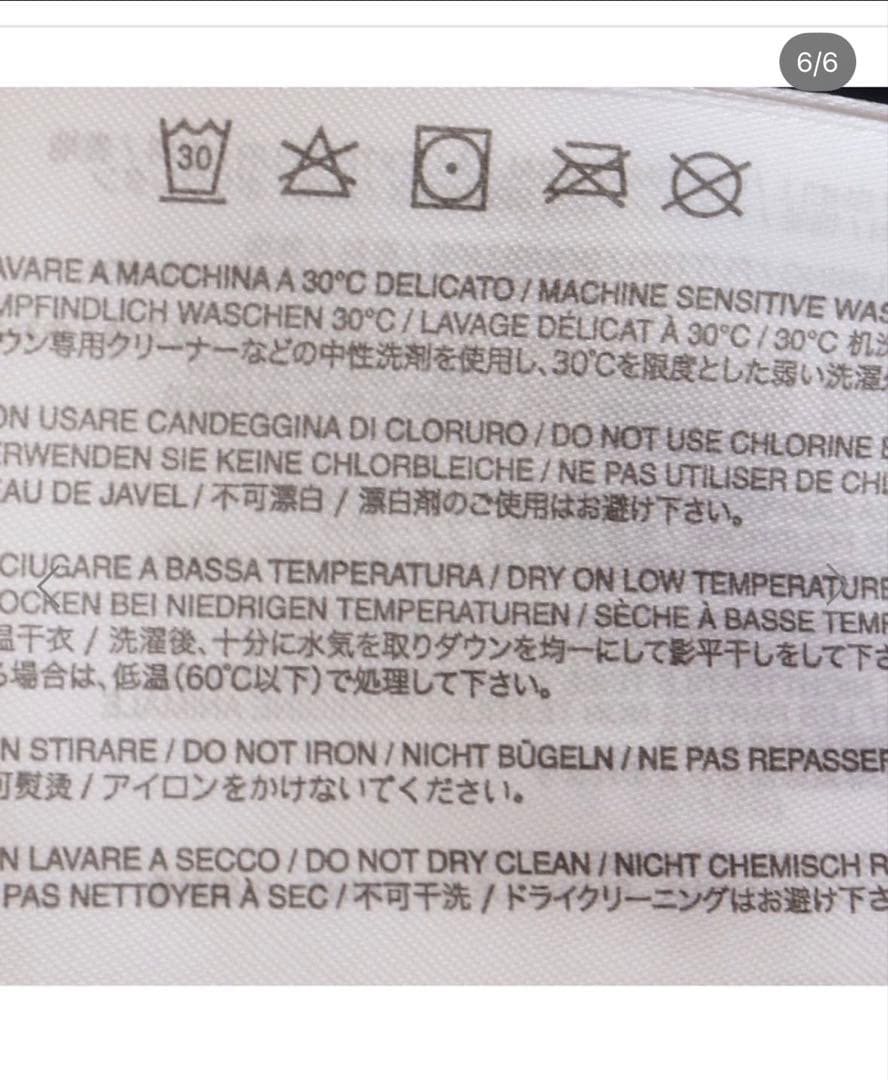 6/6
30
AVARE A MACCHINA A 30°C DELICATO / MACHINE SENSITIVE WAS
MPFINDLICH WASCHEN 30°C / LAVAGE DÉLICAT À 30°C / 30°C 机洗
ウン専用クリーナーなどの中性洗剤を使用し、30℃を限度とした弱い洗濯
ON USARE CANDEGGINA DI CLORURO / DO NOT USE CHLORINE
ERWENDEN SIE KEINE CHLORBLEICHE / NE PAS UTILISER DE CH
EAU DE JAVEL / 不可漂白 / 漂白剤のご使用はお避け下さい。
CIUGARE A BASSA TEMPERATURA / DRY ON LOW TEMPERATURE
OCKEN BEI NIEDRIGEN TEMPERATUREN / SÈCHE À BASSE TEMP
温干衣 / 洗濯後、十分に水気を取りダウンを均一にして影平干しをして下さ
る場合は、低温(60℃以下)で処理して下さい。
N STIRARE / DO NOT IRON / NICHT BÜGELN / NE PAS REPASSER
可熨烫 / アイロンをかけないでください。
N LAVARE A SECCO / DO NOT DRY CLEAN / NICHT CHEMISCH R
PAS NETTOYER À SEC / 不可干洗 / ドライクリーニングはお避け下さ